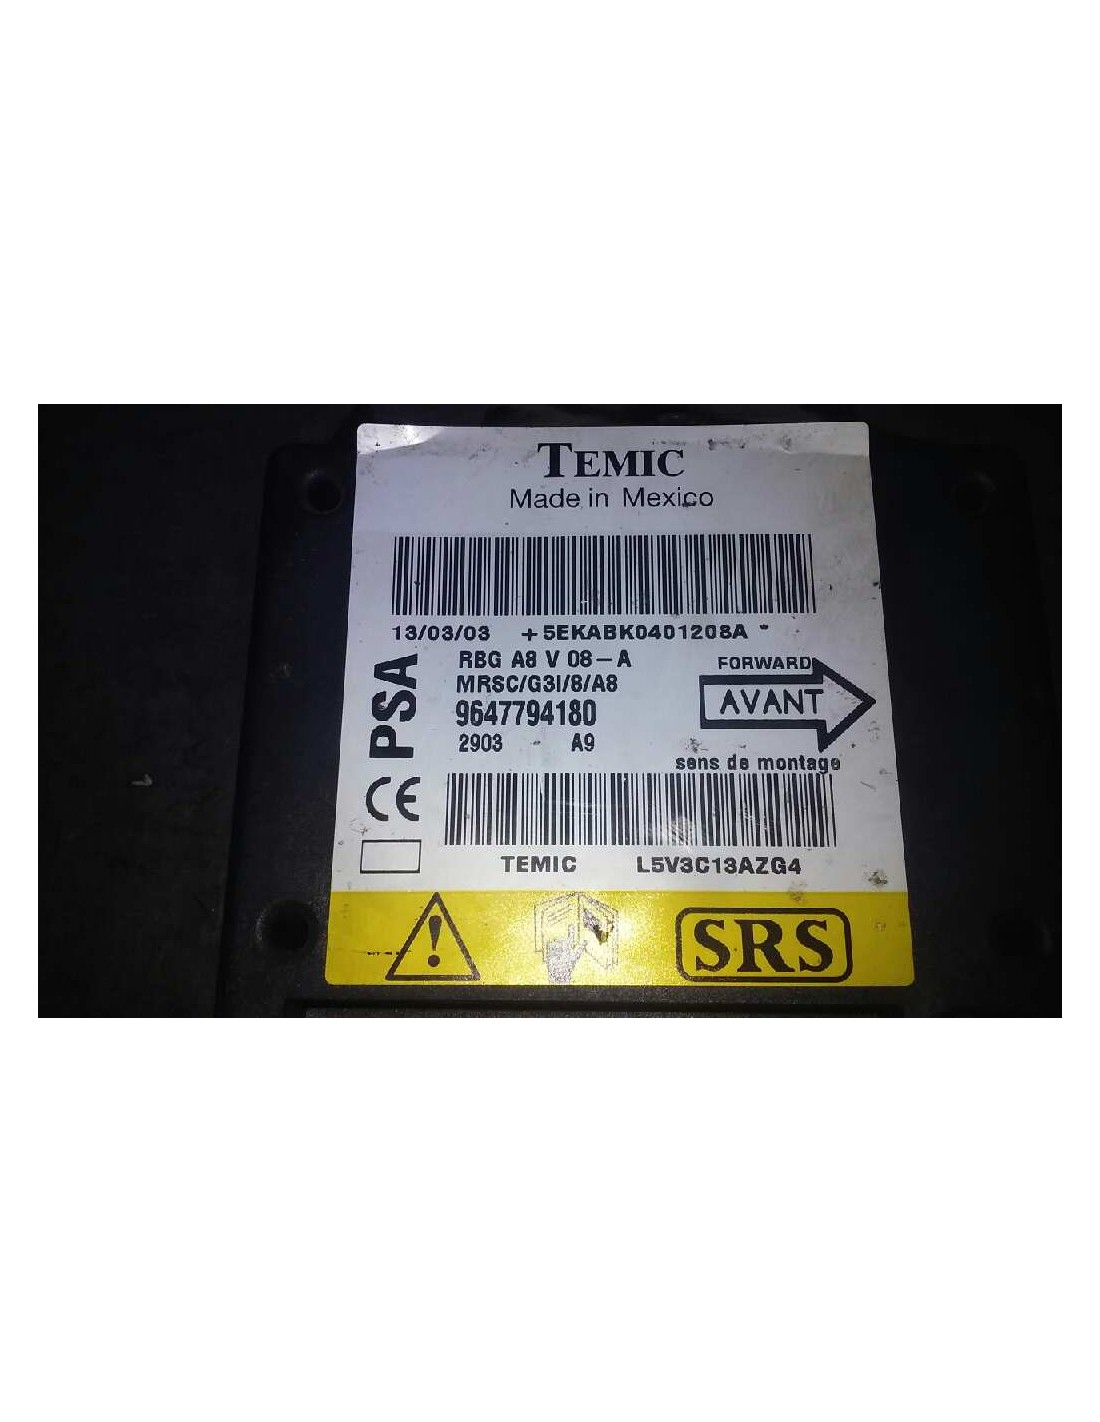 TEMIC
Made in Mexico
13/03/03 +5EKABK0401208A
RBG A8 V 08-A
MRSC/G3I/8/A8
9647794180
2903 A9
PSA
CE
FORWARD
AVANT
sens de montage
TEMIC L5V3C13AZG4
SRS